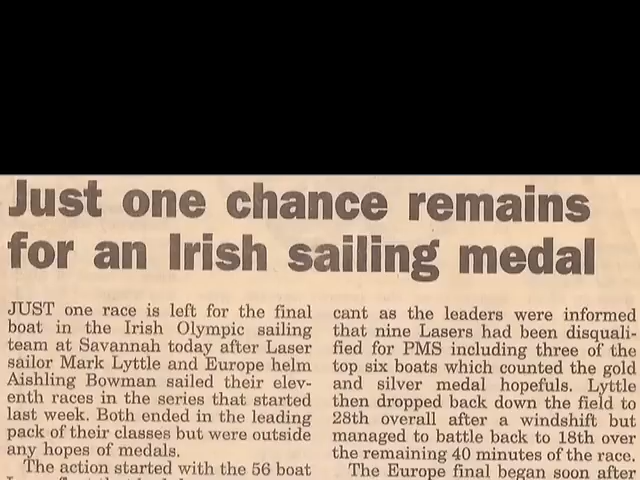 Just one chance remains
for an Irish sailing medal
JUST one race is left for the final
boat in the Irish Olympic sailing
team at Savannah today after Laser
sailor Mark Lyttle and Europe helm
Aishling Bowman sailed their elev-
enth races in the series that started
last week. Both ended in the leading
pack of their classes but were outside
any hopes of medals.
The action started with the 56 boat
cant as the leaders were informed
that nine Lasers had been disquali-
fied for PMS including three of the
top six boats which counted the gold
and silver medal hopefuls. Lyttle
then dropped back down the field to
28th overall after a windshift but
managed to battle back to 18th over
the remaining 40 minutes of the race.
The Europe final began soon after